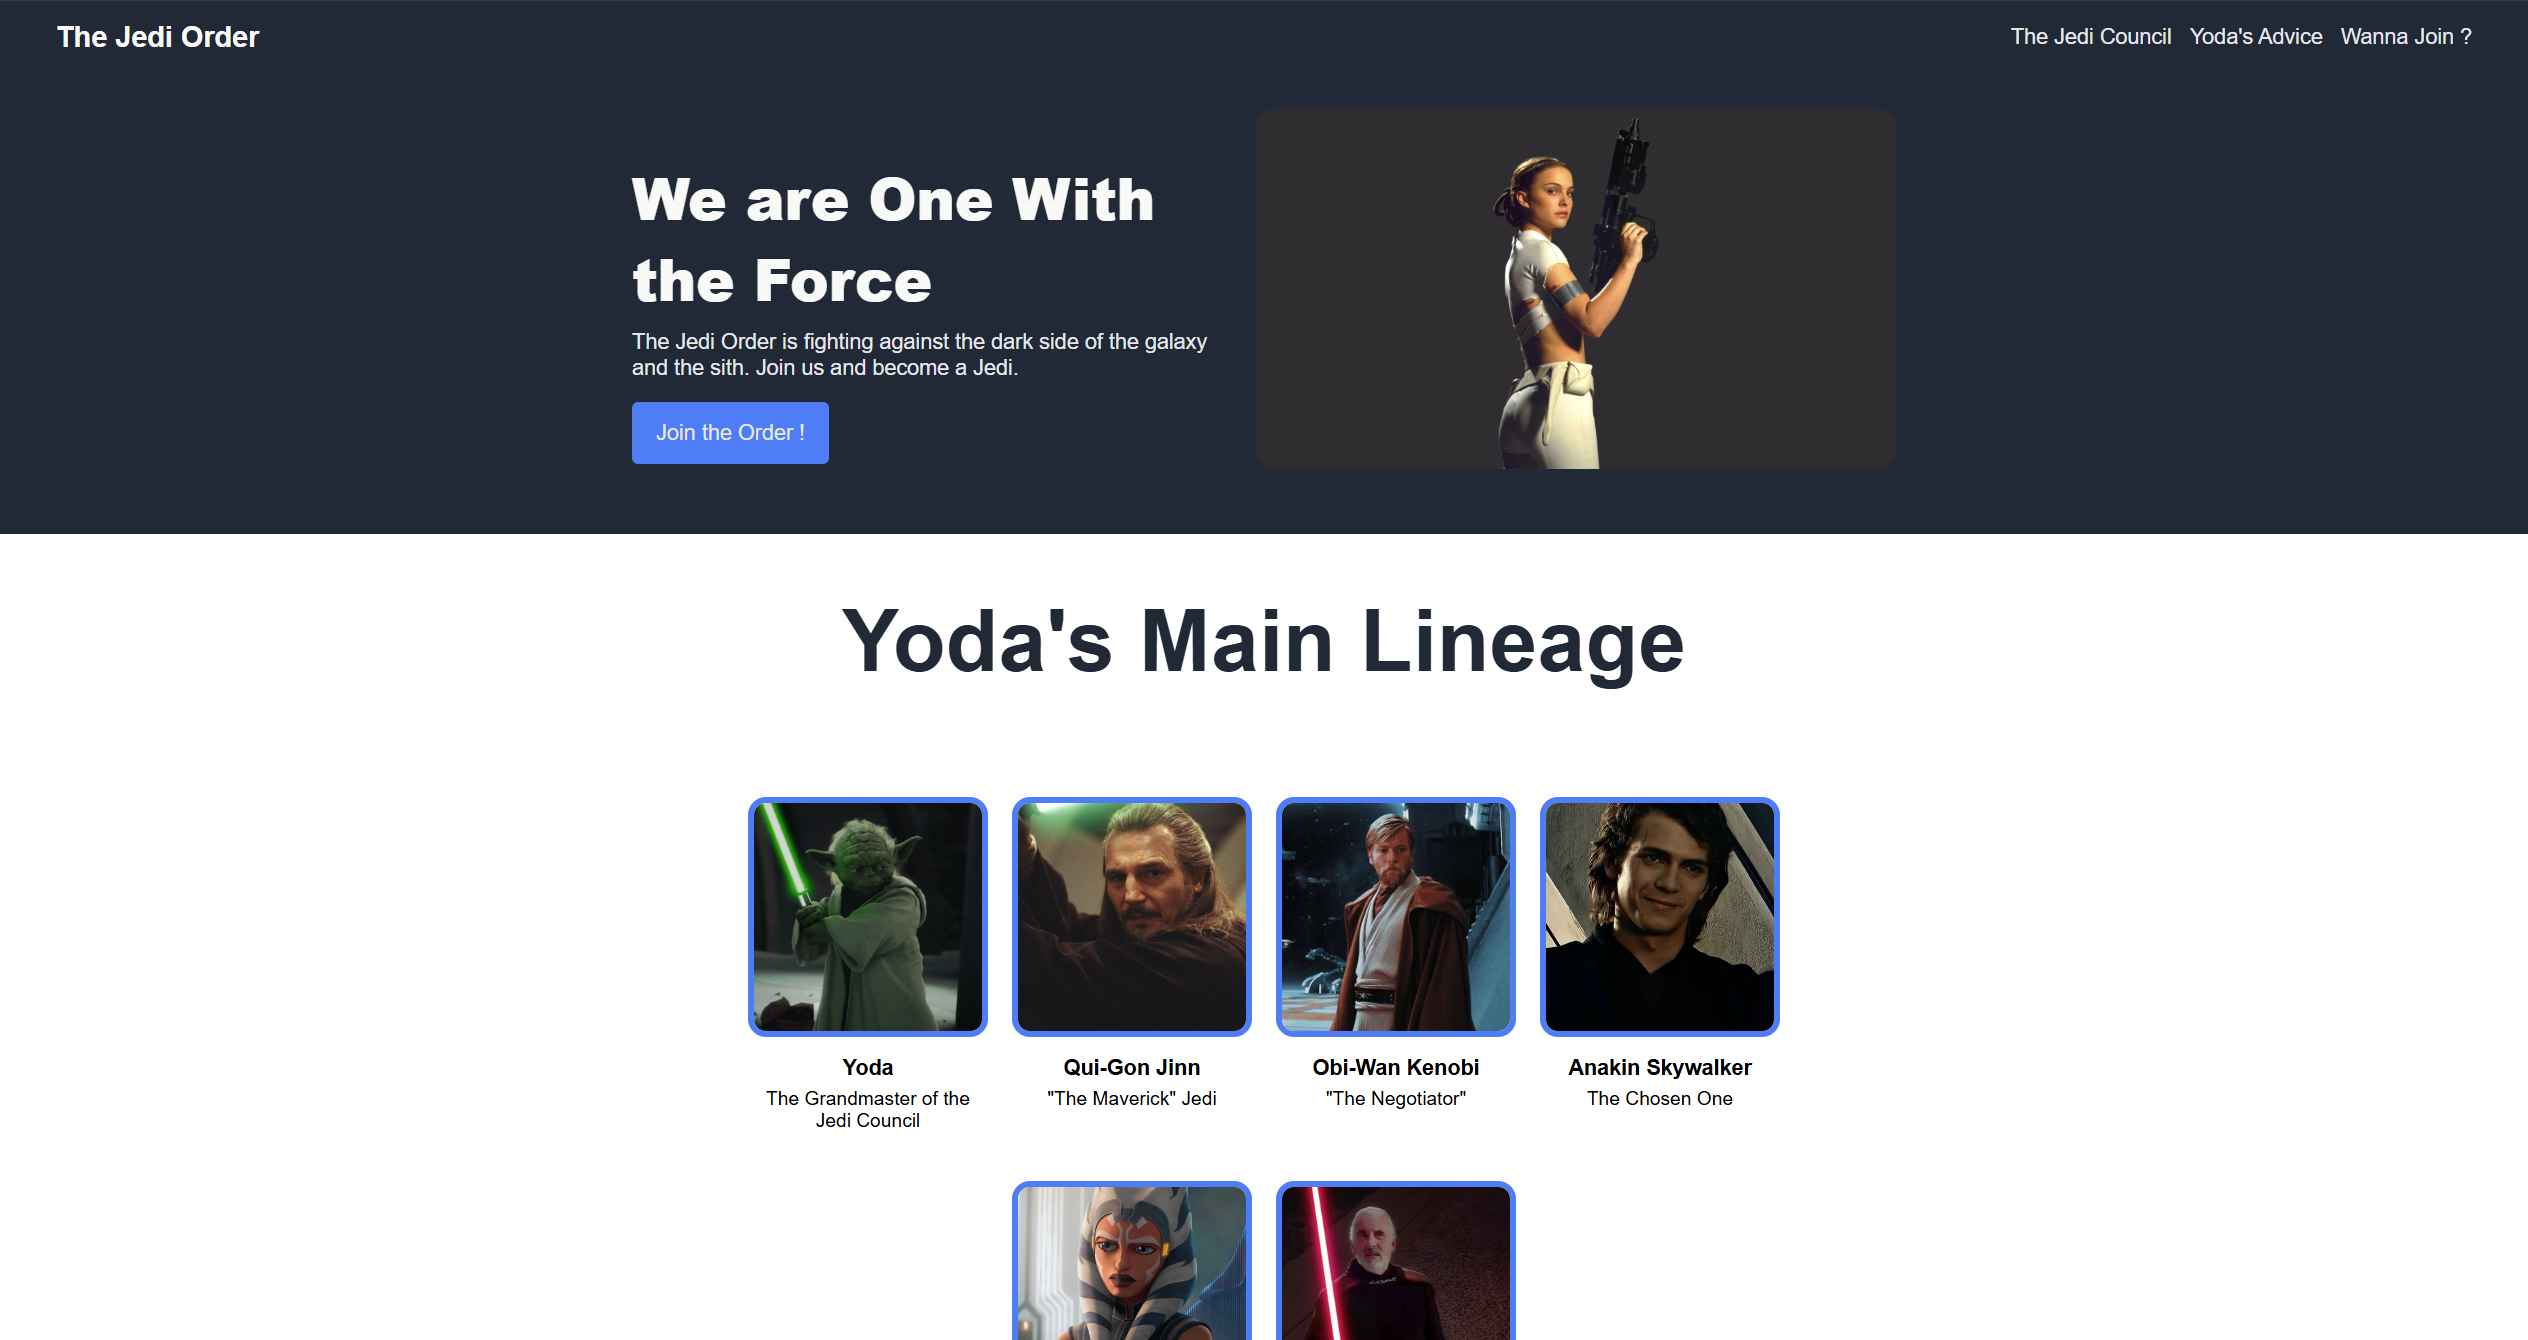 The Jedi Order
The Jedi Council
Yoda's Advice
Wanna Join ?
We are One With
the Force
The Jedi Order is fighting against the dark side of the galaxy
and the sith. Join us and become a Jedi.
Join the Order !
Yoda's Main Lineage
Yoda
The Grandmaster of the
Jedi Council
Qui-Gon Jinn
"The Maverick" Jedi
Obi-Wan Kenobi
"The Negotiator"
Anakin Skywalker
The Chosen One